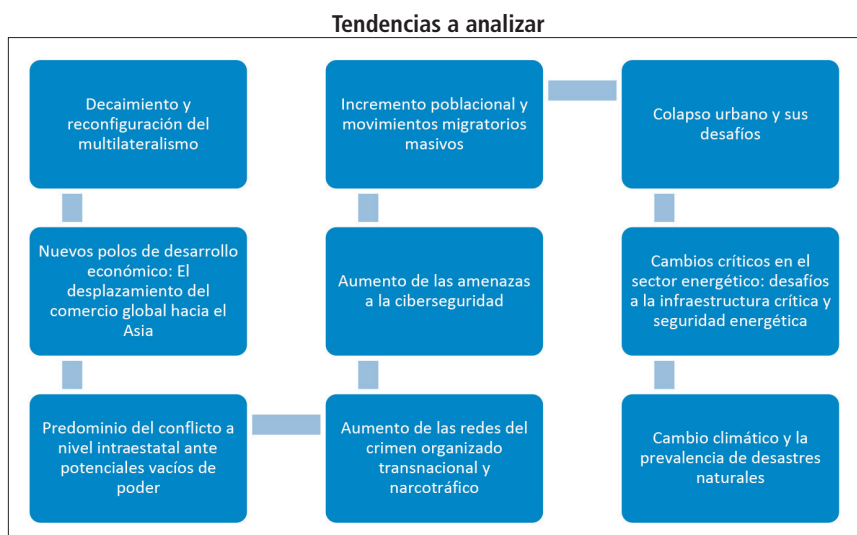 Tendencias a analizar
Decaimiento y
reconfiguración del
multilateralismo
Nuevos polos de desarrollo
económico: El
desplazamiento del
comercio global hacia el
Asia
Predominio del conflicto a
nivel intraestatal ante
potenciales vacíos de
poder
Aumento de las redes del
crimen organizado
transnacional y
narcotráfico
Aumento de las amenazas
a la ciberseguridad
Incremento poblacional y
movimientos migratorios
masivos
Colapso urbano y sus
desafíos
Cambios críticos en el
sector energético: desafíos
a la infraestructura crítica y
seguridad energética
Cambio climático y la
prevalencia de desastres
naturales